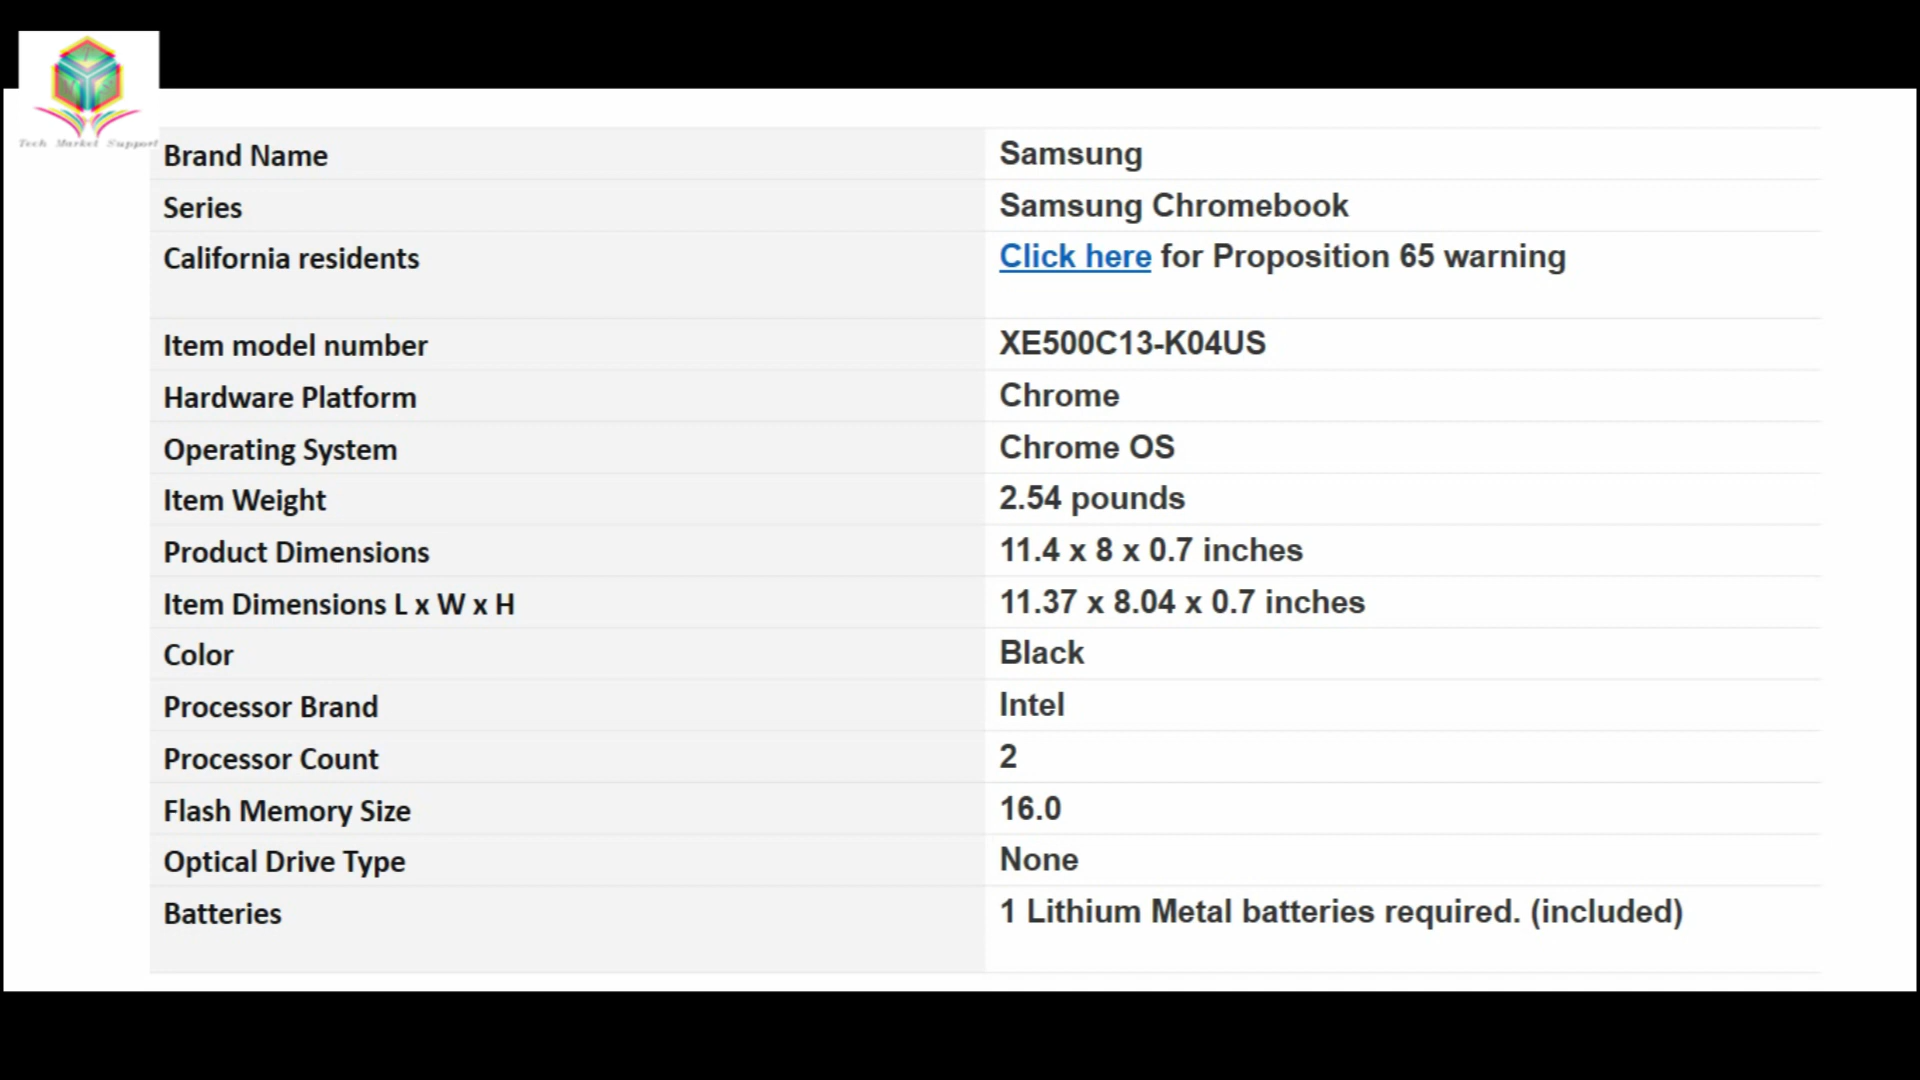 Tech Market Support
Brand Name Samsung
Series Samsung Chromebook
California residents Click here for Proposition 65 warning
Item model number XE500C13-K04US
Hardware Platform Chrome
Operating System Chrome OS
Item Weight 2.54 pounds
Product Dimensions 11.4 x 8 x 0.7 inches
Item Dimensions L x W x H 11.37 x 8.04 x 0.7 inches
Color Black
Processor Brand Intel
Processor Count 2
Flash Memory Size 16.0
Optical Drive Type None
Batteries 1 Lithium Metal batteries required. (included)